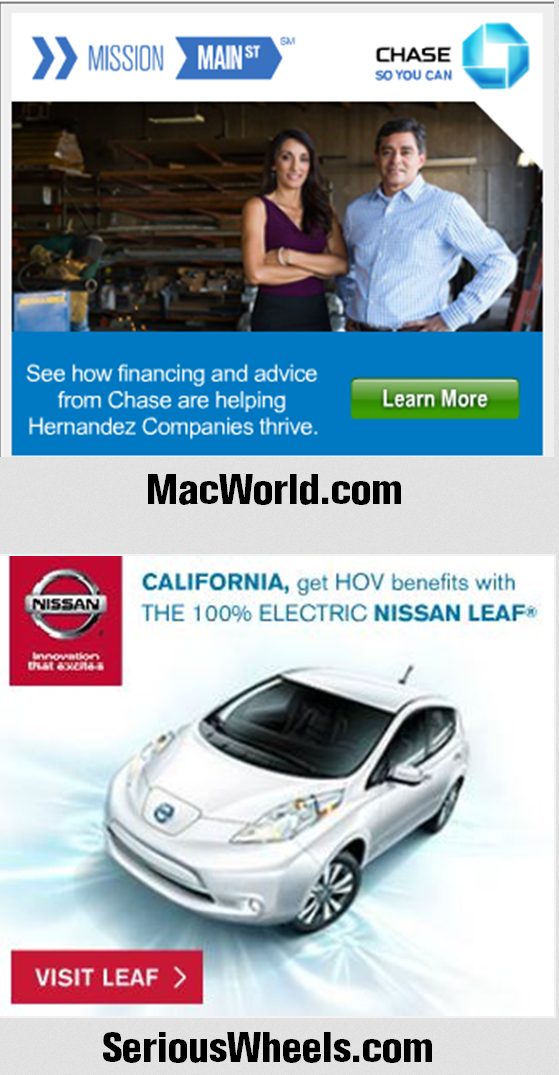 MISSION MAIN ST SM
CHASE
SO YOU CAN
See how financing and advice
from Chase are helping
Hernandez Companies thrive.
Learn More
MacWorld.com
NISSAN
Innovation
that excites
CALIFORNIA, get HOV benefits with
THE 100% ELECTRIC NISSAN LEAF®
VISIT LEAF >
SeriousWheels.com